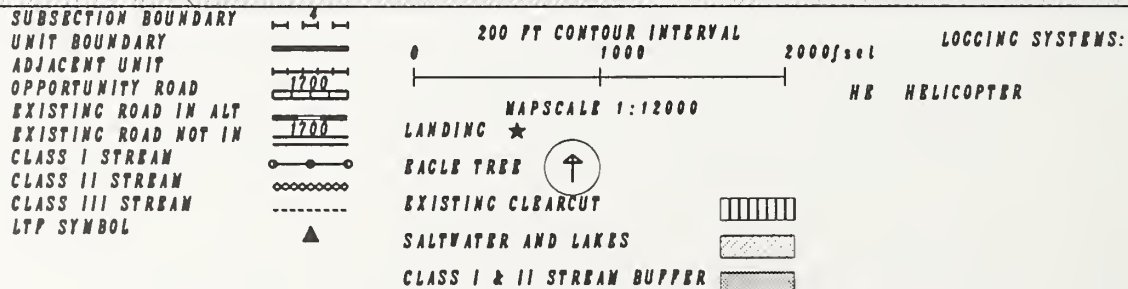 SUBSECTION BOUNDARY 4
UNIT BOUNDARY
ADJACENT UNIT
OPPORTUNITY ROAD 1700
EXISTING ROAD IN ALT
EXISTING ROAD NOT IN 1700
CLASS I STREAM
CLASS II STREAM
CLASS III STREAM
LTP SYMBOL
200 FT CONTOUR INTERVAL
0 1000 2000feet
MAPSCALE 1:12000
LANDING
EAGLE TREE
EXISTING CLEARCUT
SALTWATER AND LAKES
CLASS I & II STREAM BUFFER
LOGGING SYSTEMS:
HE HELICOPTER